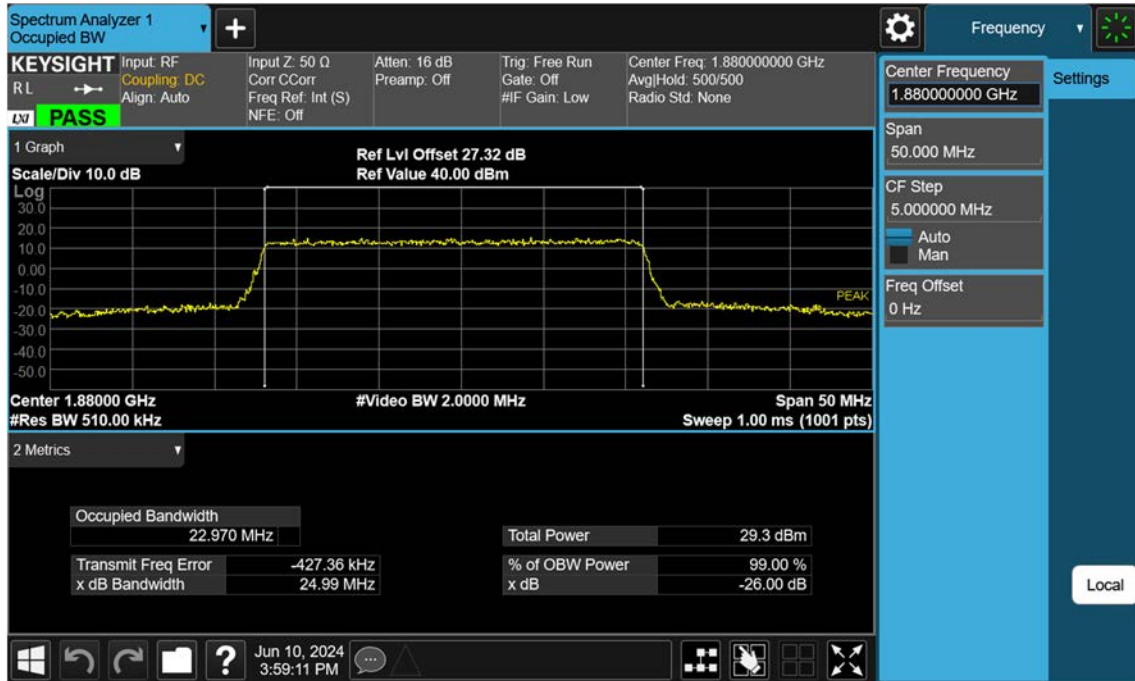 Spectrum Analyzer 1
Occupied BW
+
Frequency
KEYSIGHT
R L
LXI PASS
Input: RF
Coupling: DC
Align: Auto
Input Z: 50 Ω
Corr CCorr
Freq Ref: Int (S)
NFE: Off
Atten: 16 dB
Preamp: Off
Trig: Free Run
Gate: Off
#IF Gain: Low
Center Freq: 1.880000000 GHz
Avg|Hold: 500/500
Radio Std: None
Center Frequency
1.880000000 GHz
Settings
Span
50.000 MHz
CF Step
5.000000 MHz
Auto
Man
Freq Offset
0 Hz
Local
1 Graph
Scale/Div 10.0 dB
Ref Lvl Offset 27.32 dB
Ref Value 40.00 dBm
Log
30.0
20.0
10.0
0.00
-10.0
-20.0
-30.0
-40.0
-50.0
PEAK
Center 1.88000 GHz
#Video BW 2.0000 MHz
Span 50 MHz
#Res BW 510.00 kHz
Sweep 1.00 ms (1001 pts)
2 Metrics
Occupied Bandwidth
22.970 MHz
Total Power 29.3 dBm
Transmit Freq Error -427.36 kHz
% of OBW Power 99.00 %
x dB Bandwidth 24.99 MHz
x dB -26.00 dB
?
Jun 10, 2024
3:59:11 PM